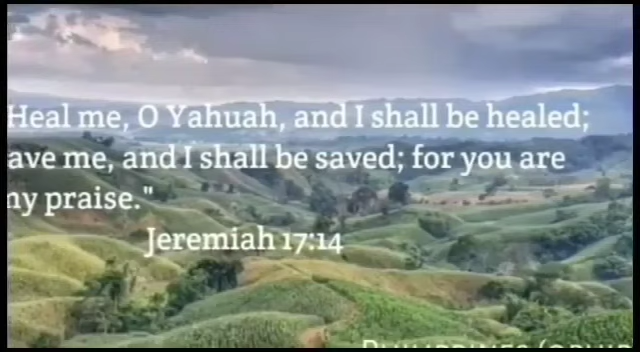 Heal me, O Yahuah, and I shall be healed;
ave me, and I shall be saved; for you are
ny praise."
Jeremiah 17:14